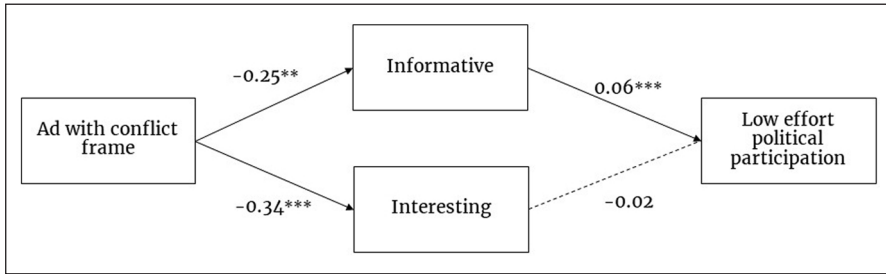 Ad with conflict
frame
-0.25**
-0.34***
Informative
Interesting
0.06***
-0.02
Low effort
political
participation